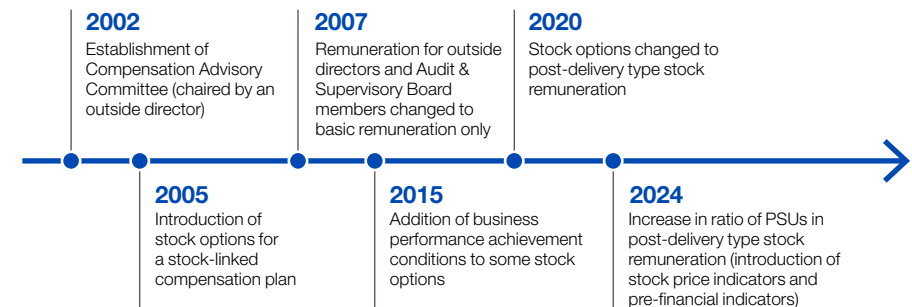 2002
Establishment of
Compensation Advisory
Committee (chaired by an
outside director)
2005
Introduction of
stock options for
a stock-linked
compensation plan
2007
Remuneration for outside
directors and Audit &
Supervisory Board
members changed to
basic remuneration only
2015
Addition of business
performance achievement
conditions to some stock
options
2020
Stock options changed to
post-delivery type stock
remuneration
2024
Increase in ratio of PSUs in
post-delivery type stock
remuneration (introduction of
stock price indicators and
pre-financial indicators)